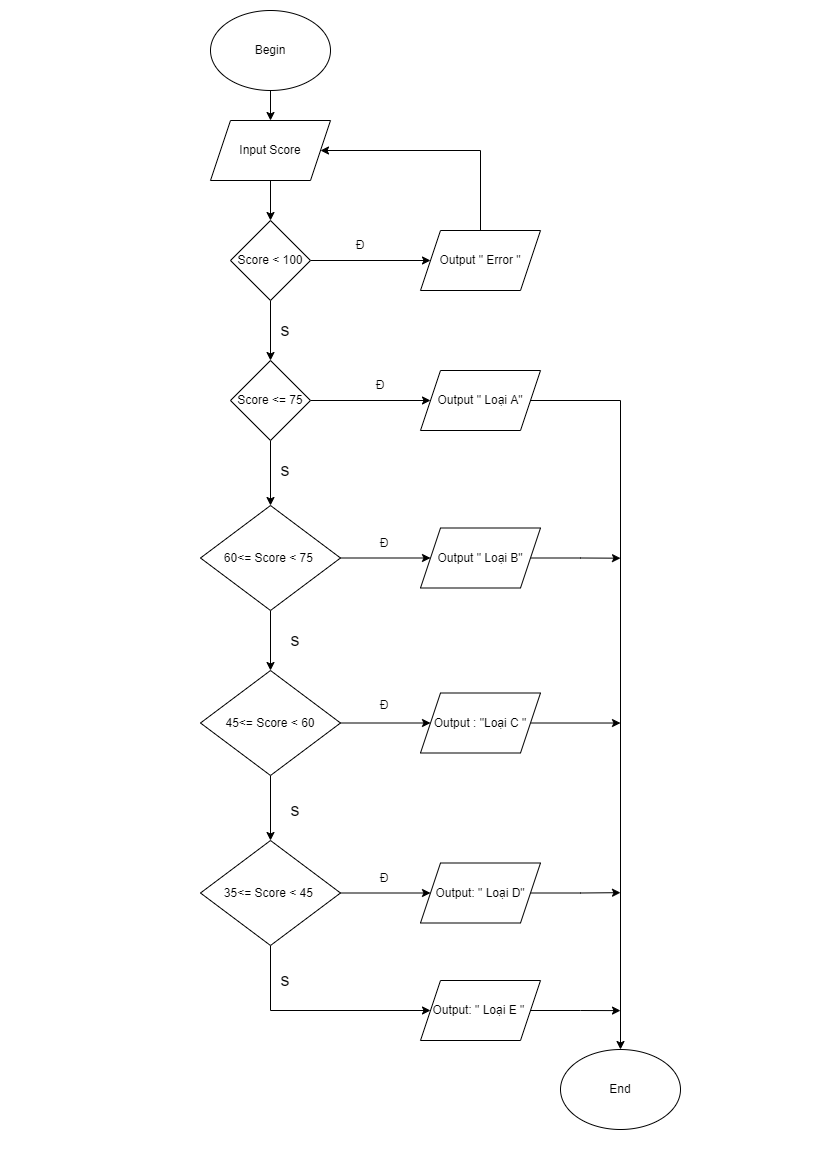 Begin
Input Score
Score < 100
Đ
Output " Error "
S
Score <= 75
Đ
Output " Loại A"
S
60<= Score < 75
Đ
Output " Loại B"
S
45<= Score < 60
Đ
Output : "Loại C "
S
35<= Score < 45
Đ
Output: " Loại D"
S
Output: " Loại E "
End